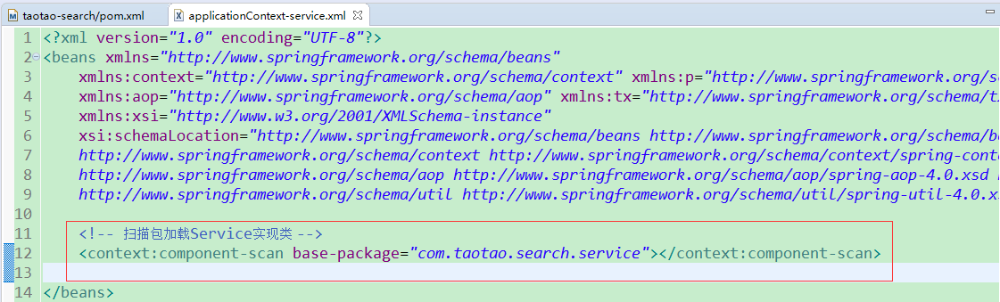 taotao-search/pom.xml applicationContext-service.xml
1 <?xml version="1.0" encoding="UTF-8"?>
2 <beans xmlns="http://www.springframework.org/schema/beans"
3 xmlns:context="http://www.springframework.org/schema/context" xmlns:p="http://www.springframework.org/sc
4 xmlns:aop="http://www.springframework.org/schema/aop" xmlns:tx="http://www.springframework.org/schema/t
5 xmlns:xsi="http://www.w3.org/2001/XMLSchema-instance"
6 xsi:schemaLocation="http://www.springframework.org/schema/beans http://www.springframework.org/schema/be
7 http://www.springframework.org/schema/context http://www.springframework.org/schema/context/spring-conte
8 http://www.springframework.org/schema/aop http://www.springframework.org/schema/aop/spring-aop-4.0.xsd
9 http://www.springframework.org/schema/util http://www.springframework.org/schema/util/spring-util-4.0.xs
10
11 <!-- 扫描包加载Service实现类 -->
12 <context:component-scan base-package="com.taotao.search.service"></context:component-scan>
13
14 </beans>